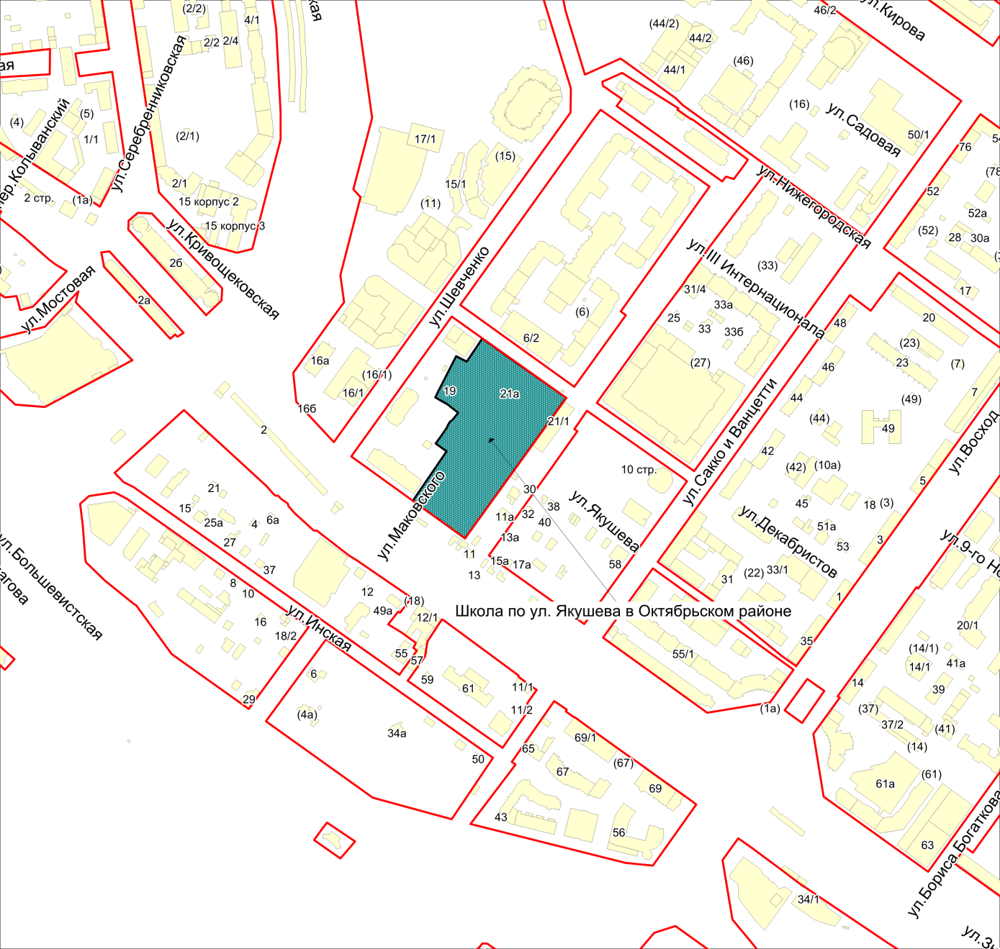 (2/2)
4/1
кая
(44/2)
46/2
ул.Кирова
2/2
2/4
44/2
ая
(46)
44/1
ул.Серебренниковская
(16)
ул.Садовая
(5)
(4)
пер.Колыванский
1/1
(2/1)
17/1
50/1
54
76
(15)
(78
ул.Нижегородская
2/1
15/1
52
2 стр.
(1а)
15 корпус 2
(11)
52а
15 корпус 3
(52)
28
30а
ул.Кривощековская
ул.III Интернационала
2б
(33)
ул.Шевченко
ул.Мостовая
31/4
17
2а
33а
25
33
33б
(6)
48
20
6/2
(23)
16а
(27)
23
(7)
46
(16/1)
16/1
19
21а
44
(49)
7
16б
21/1
(44)
49
2
ул.Сакко и Ванцетти
42
ул.Восход
(42)
(10а)
10 стр.
5
21
30
ул.Маковского
ул.Якушева
45
18
(3)
15
25а
4
6а
11а
32
38
40
ул.Декабристов
51а
27
13а
53
3
ул.9-го Но
11
15а
17а
58
37
13
33/1
(22)
31
8
10
12
(18)
1
49а
Школа по ул. Якушева в Октябрьском районе
ул.Большевистская
нагова
16
ул.Инская
12/1
18/2
35
20/1
55
57
55/1
(14/1)
14/1
41а
6
59
61
11/1
14
39
29
(4а)
11/2
(1а)
(37)
37/2
(41)
34а
69/1
(14)
50
65
(67)
67
69
61а
(61)
43
56
63
ул.Бориса Богаткова
34/1
ул.Зы